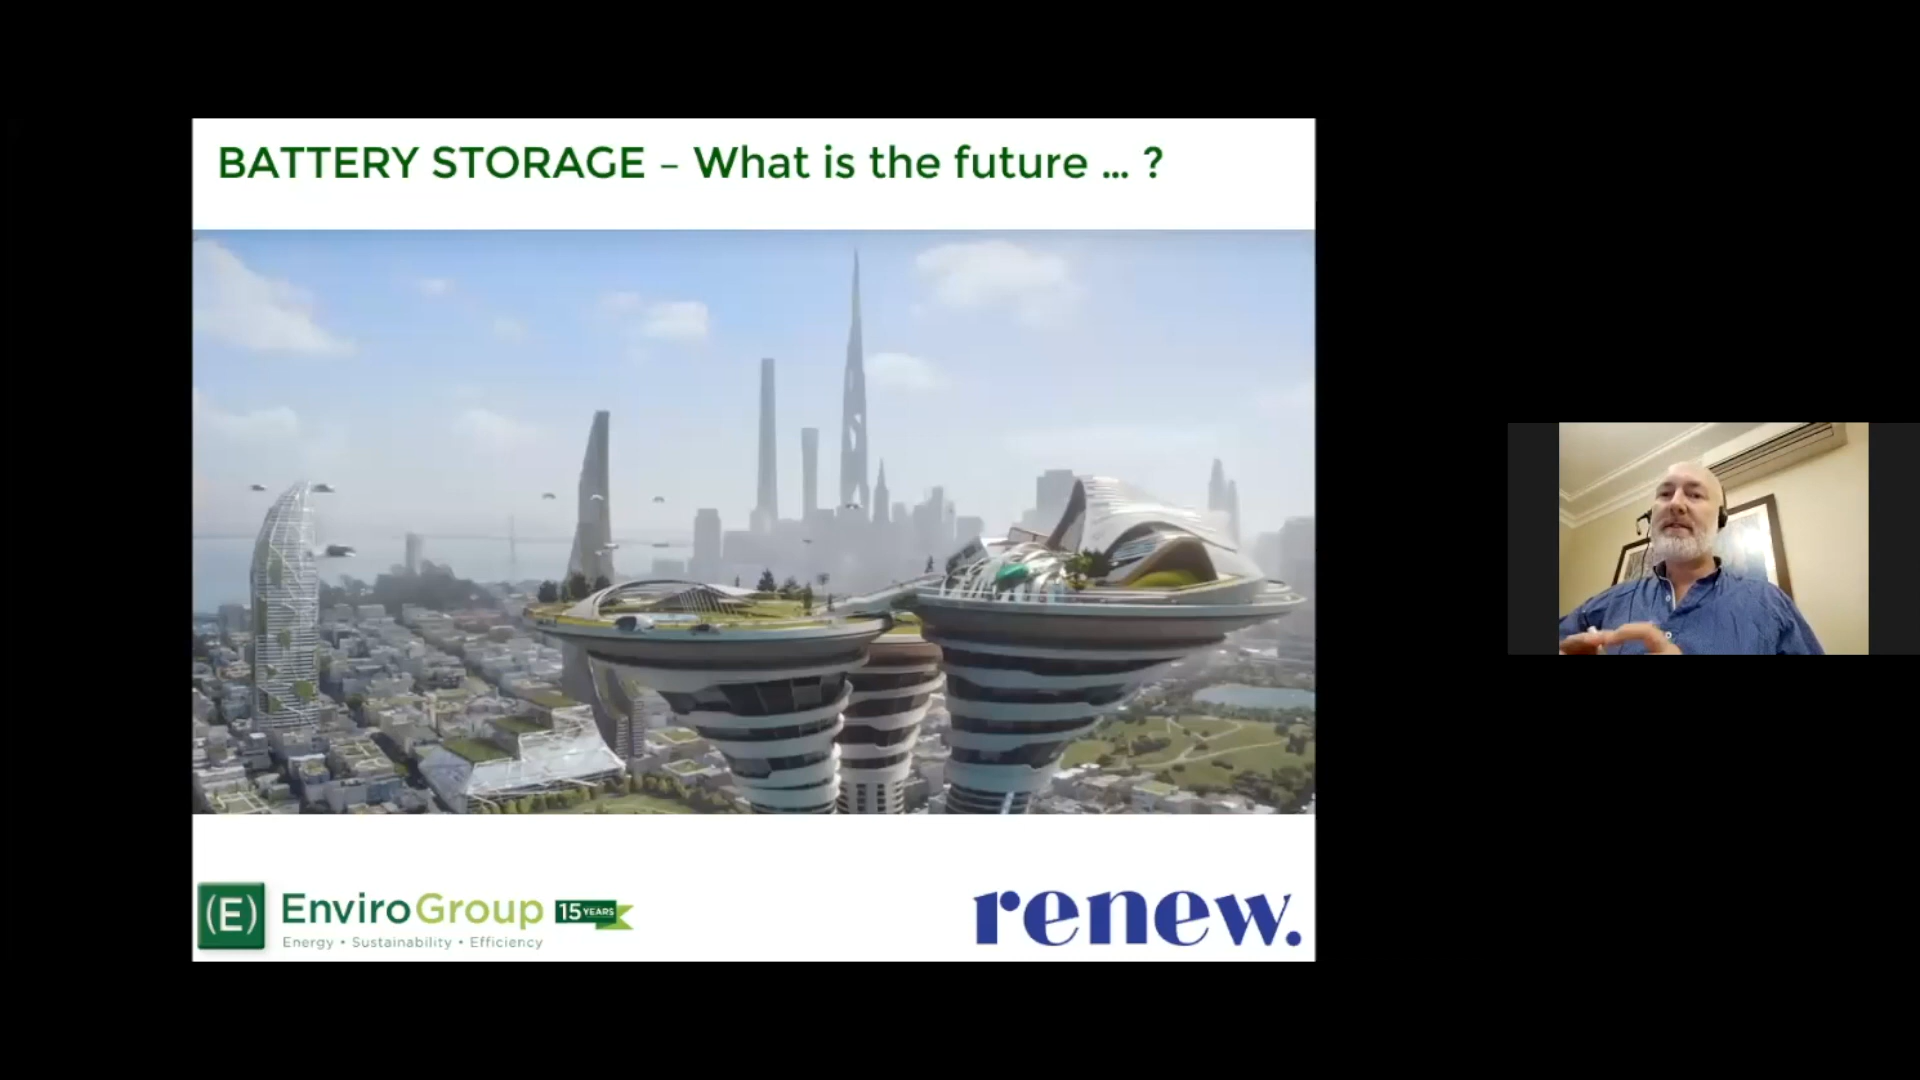 BATTERY STORAGE – What is the future ... ?
(E) EnviroGroup 15 YEARS
Energy • Sustainability • Efficiency
renew.